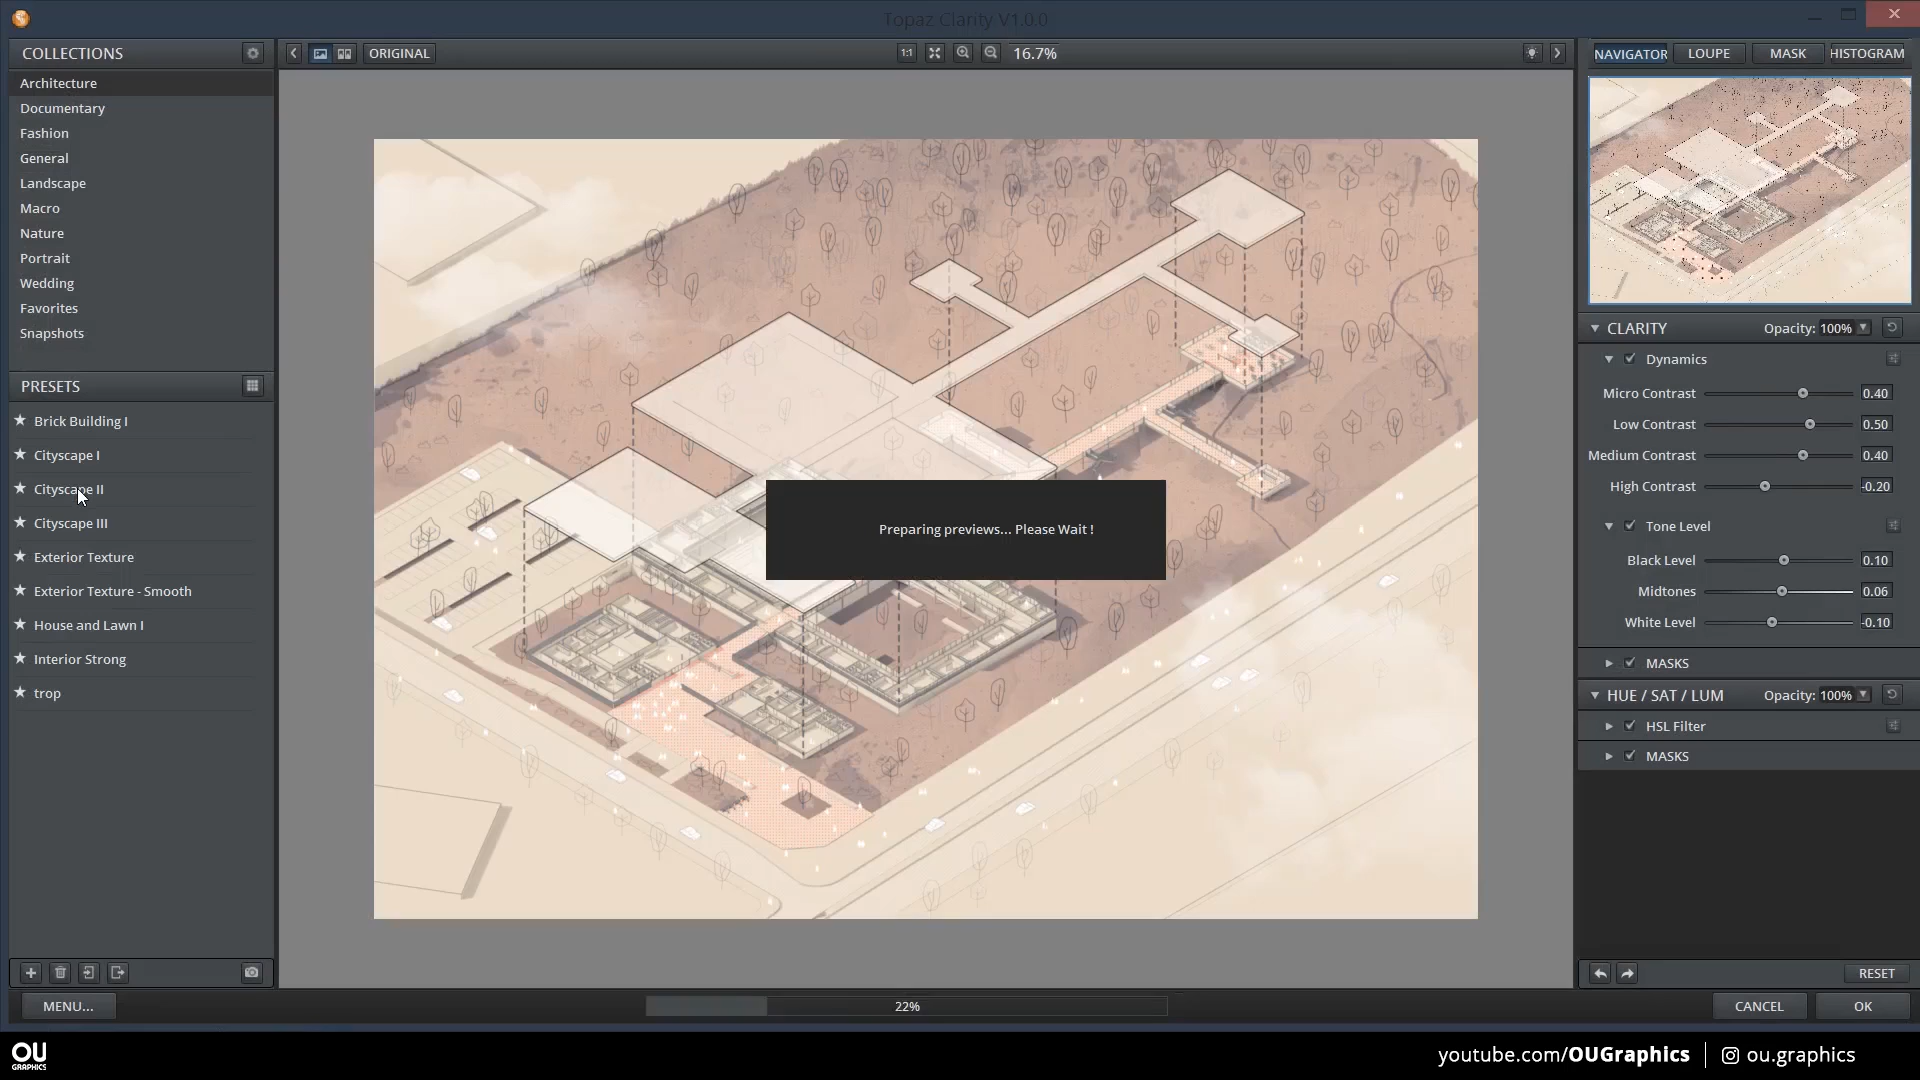 Topaz Clarity V1.0.0
COLLECTIONS
Architecture
Documentary
Fashion
General
Landscape
Macro
Nature
Portrait
Wedding
Favorites
Snapshots
PRESETS
Brick Building I
Cityscape I
Cityscape II
Cityscape III
Exterior Texture
Exterior Texture - Smooth
House and Lawn I
Interior Strong
trop
MENU...
ORIGINAL
1:1
16.7%
Preparing previews... Please Wait !
22%
NAVIGATOR LOUPE MASK HISTOGRAM
CLARITY Opacity: 100%
Dynamics
Micro Contrast 0.40
Low Contrast 0.50
Medium Contrast 0.40
High Contrast -0.20
Tone Level
Black Level 0.10
Midtones 0.06
White Level -0.10
MASKS
HUE / SAT / LUM Opacity: 100%
HSL Filter
MASKS
RESET
CANCEL OK
OU
GRAPHICS
youtube.com/OUGraphics
ou.graphics